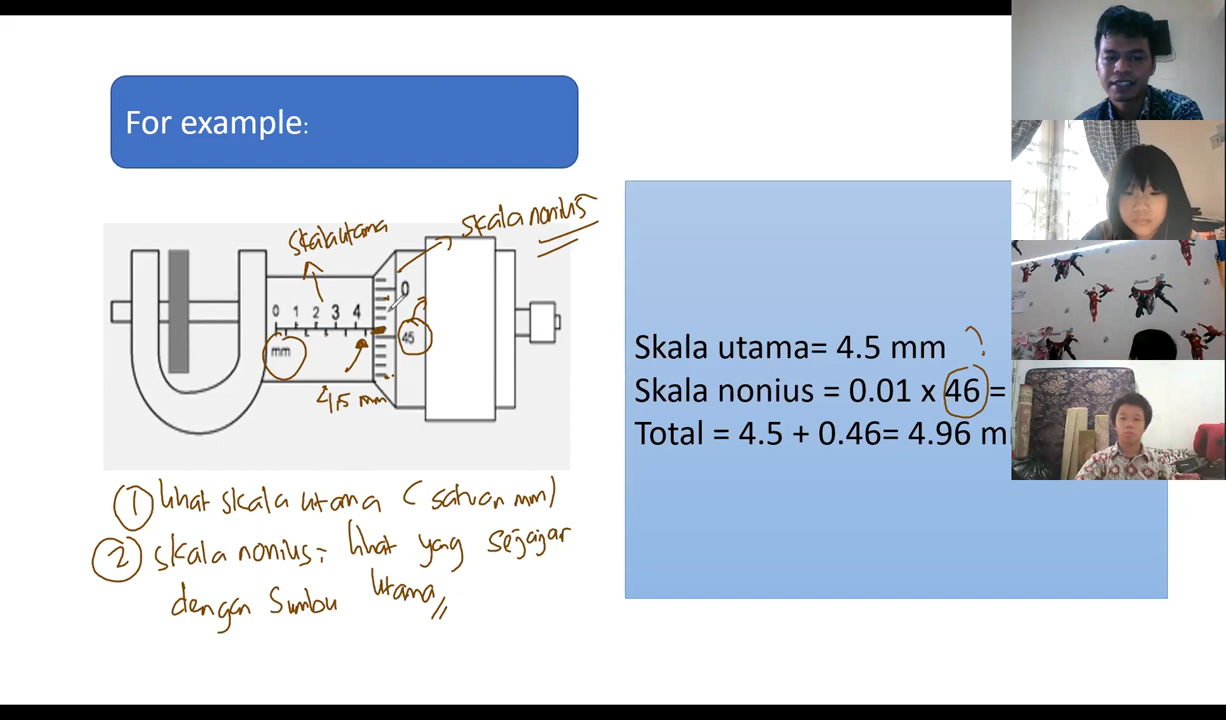 For example:
skala nonius
skala utama
0 1 2 3 4
0
45
mm
4,5 mm
Skala utama= 4.5 mm ?
Skala nonius = 0.01 x 46 =
Total = 4.5 + 0.46= 4.96 m
① lihat skala utama (satuan mm)
② skala nonius = lihat yag sejajar
dengan Sumbu utama